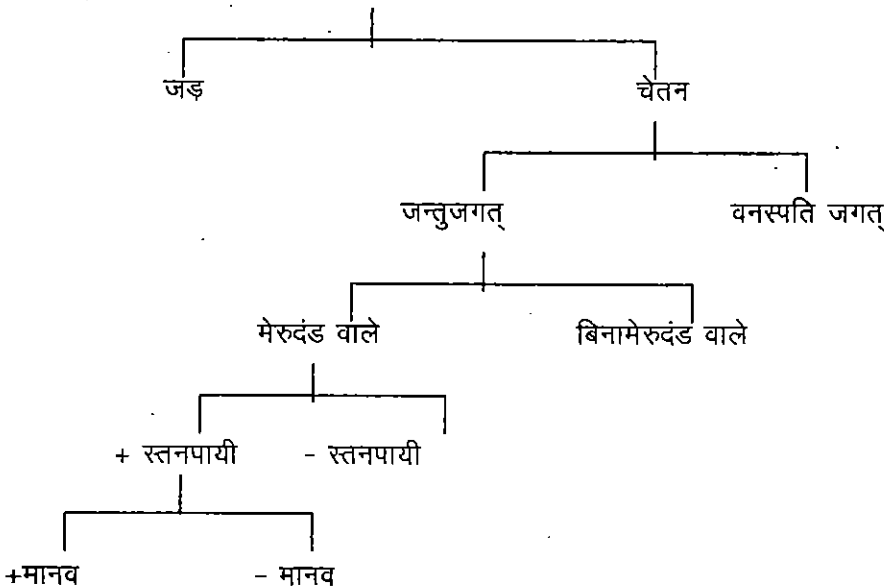 जड़ चेतन
जन्तुजगत् वनस्पति जगत्
मेरुदंड वाले बिनामेरुदंड वाले
+ स्तनपायी - स्तनपायी
+मानव - मानव